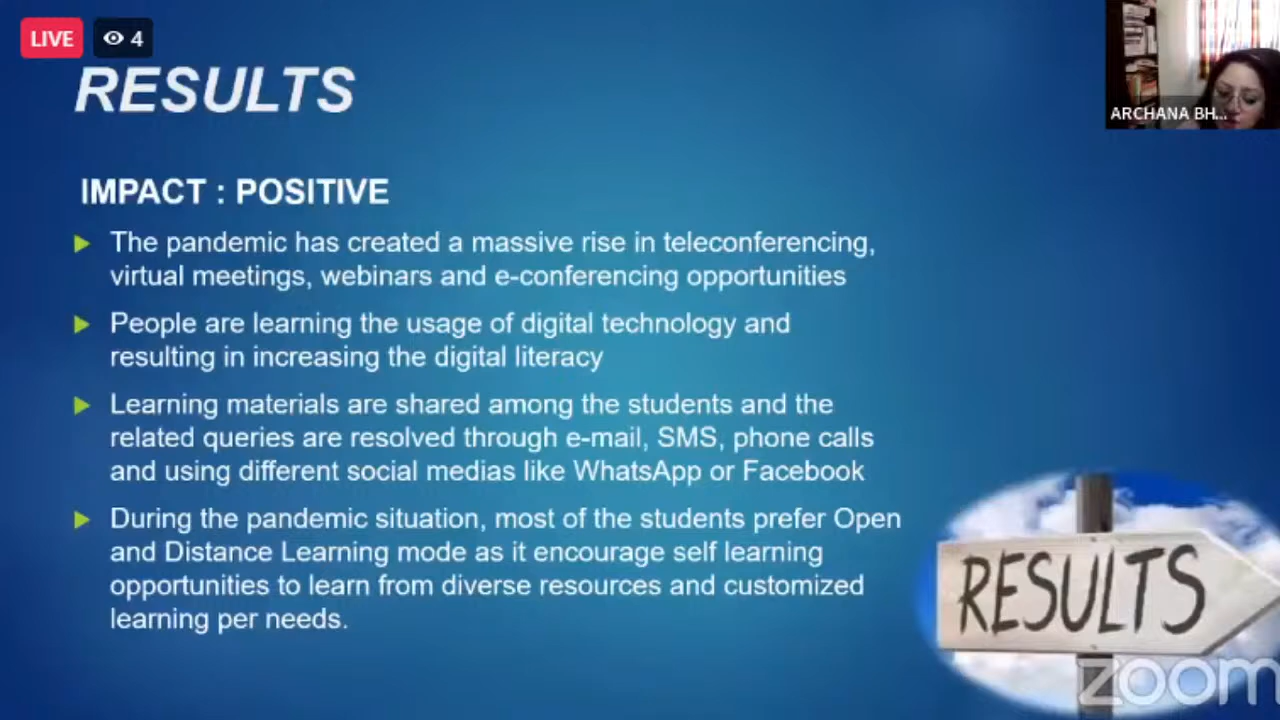 LIVE 4
RESULTS
ARCHANA BH...
IMPACT : POSITIVE
The pandemic has created a massive rise in teleconferencing,
virtual meetings, webinars and e-conferencing opportunities
People are learning the usage of digital technology and
resulting in increasing the digital literacy
Learning materials are shared among the students and the
related queries are resolved through e-mail, SMS, phone calls
and using different social medias like WhatsApp or Facebook
During the pandemic situation, most of the students prefer Open
and Distance Learning mode as it encourage self learning
opportunities to learn from diverse resources and customized
learning per needs.
RESULTS
zoom